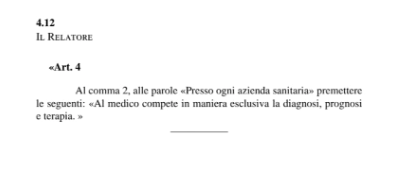 4.12
IL RELATORE
«Art. 4
Al comma 2, alle parole «Presso ogni azienda sanitaria» premettere
le seguenti: «Al medico compete in maniera esclusiva la diagnosi, prognosi
e terapia. »